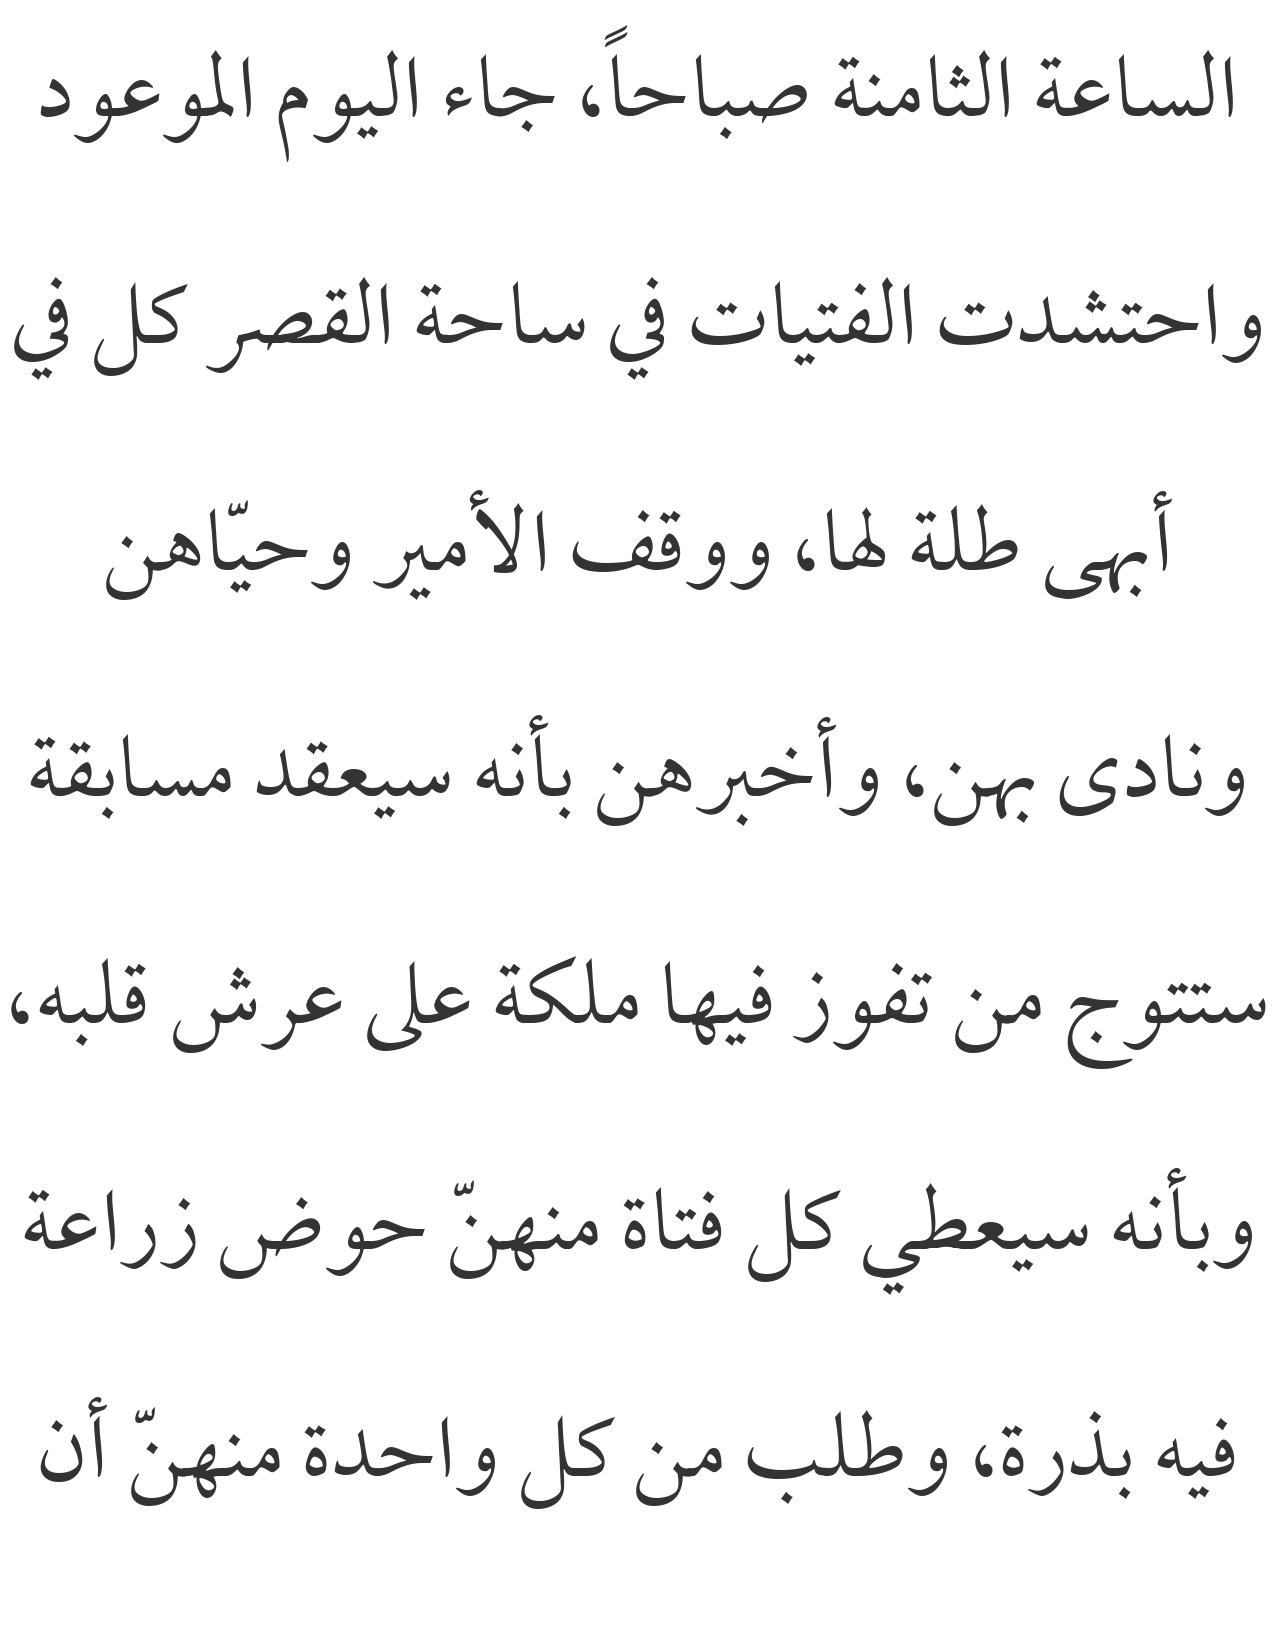 الساعة الثامنة صباحاً، جاء اليوم الموعود
واحتشدت الفتيات في ساحة القصر كل في
أبهى طلة لها، ووقف الأمير وحيّاهن
ونادى بهن، وأخبرهن بأنه سيعقد مسابقة
ستتوج من تفوز فيها ملكة على عرش قلبه،
وبأنه سيعطي كل فتاة منهنّ حوض زراعة
فيه بذرة، وطلب من كل واحدة منهنّ أن